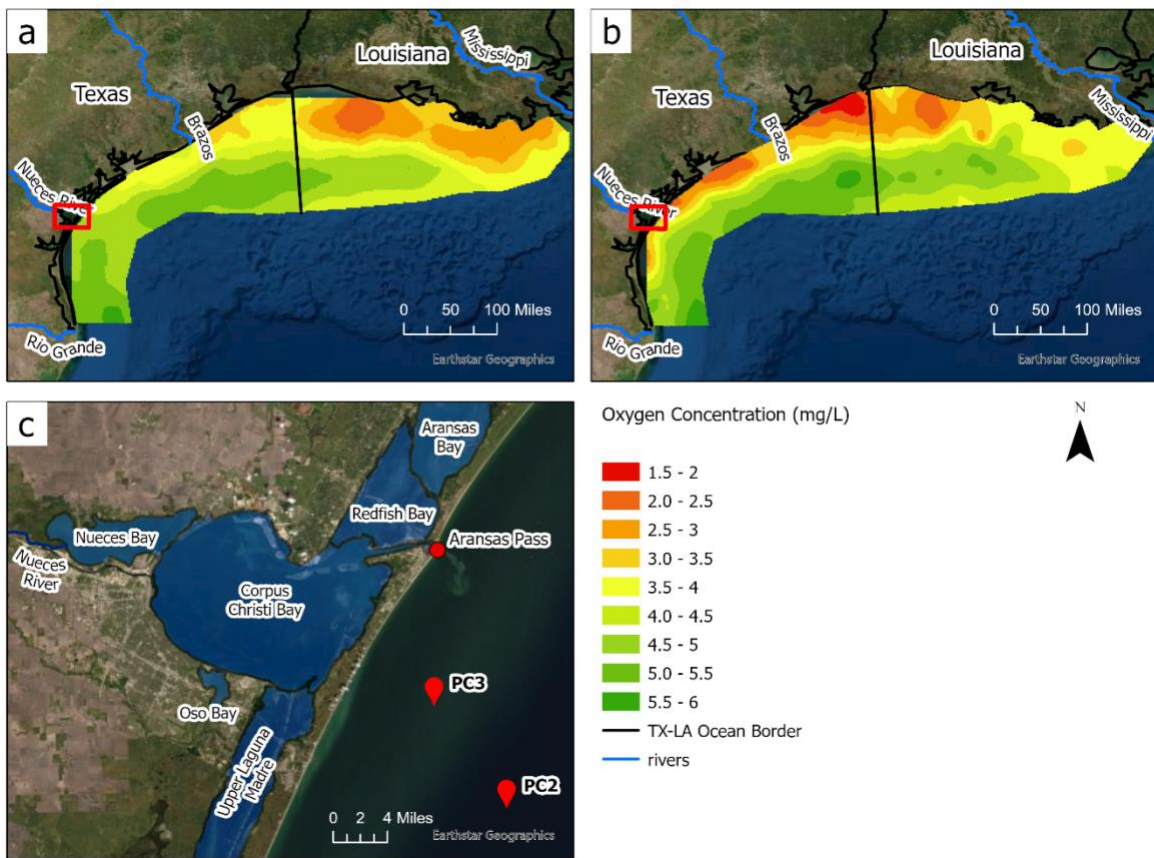 a
Louisiana
Mississippi
Texas
Brazos
Nueces River
0 50 100 Miles
Rio Grande
Earthstar Geographics
b
Louisiana
Mississippi
Texas
Brazos
Nueces River
0 50 100 Miles
Rio Grande
Earthstar Geographics
c
Aransas
Bay
Redfish Bay
Nueces Bay
Aransas Pass
Nueces
River
Corpus
Christi Bay
PC3
Oso Bay
Upper Laguna
Madre
PC2
0 2 4 Miles
Earthstar Geographics
Oxygen Concentration (mg/L)
N
1.5 - 2
2.0 - 2.5
2.5 - 3
3.0 - 3.5
3.5 - 4
4.0 - 4.5
4.5 - 5
5.0 - 5.5
5.5 - 6
TX-LA Ocean Border
rivers